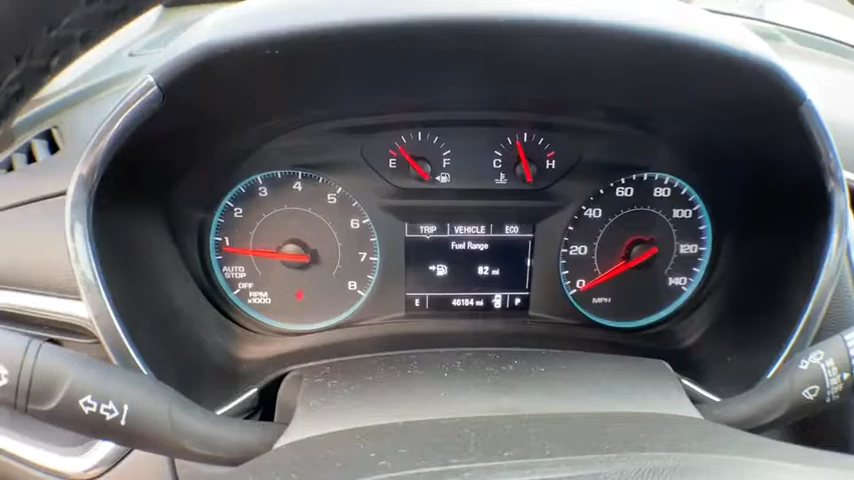 E F
C H
1 2 3 4 5 6 7 8
AUTO
STOP
OFF
RPM
x1000
TRIP VEHICLE ECO
Fuel Range
82 mi
E 46184 mi P
0 20 40 60 80 100 120 140
MPH